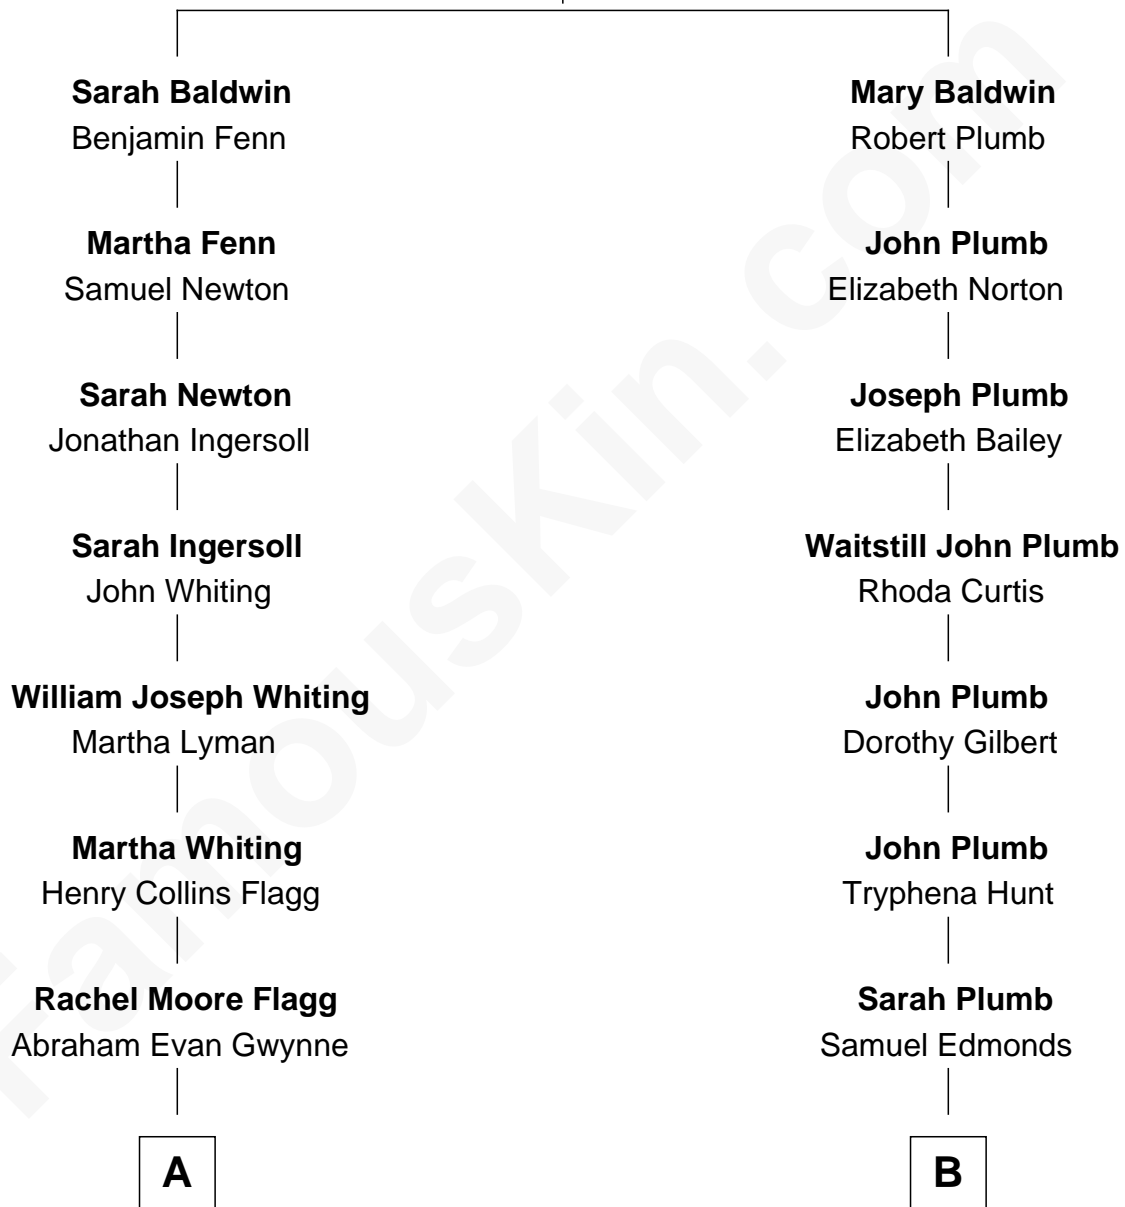 Sarah Baldwin
Benjamin Fenn
Martha Fenn
Samuel Newton
Sarah Newton
Jonathan Ingersoll
Sarah Ingersoll
John Whiting
William Joseph Whiting
Martha Lyman
Martha Whiting
Henry Collins Flagg
Rachel Moore Flagg
Abraham Evan Gwynne
A
Mary Baldwin
Robert Plumb
John Plumb
Elizabeth Norton
Joseph Plumb
Elizabeth Bailey
Waitstill John Plumb
Rhoda Curtis
John Plumb
Dorothy Gilbert
John Plumb
Tryphena Hunt
Sarah Plumb
Samuel Edmonds
B
FamousKin.com